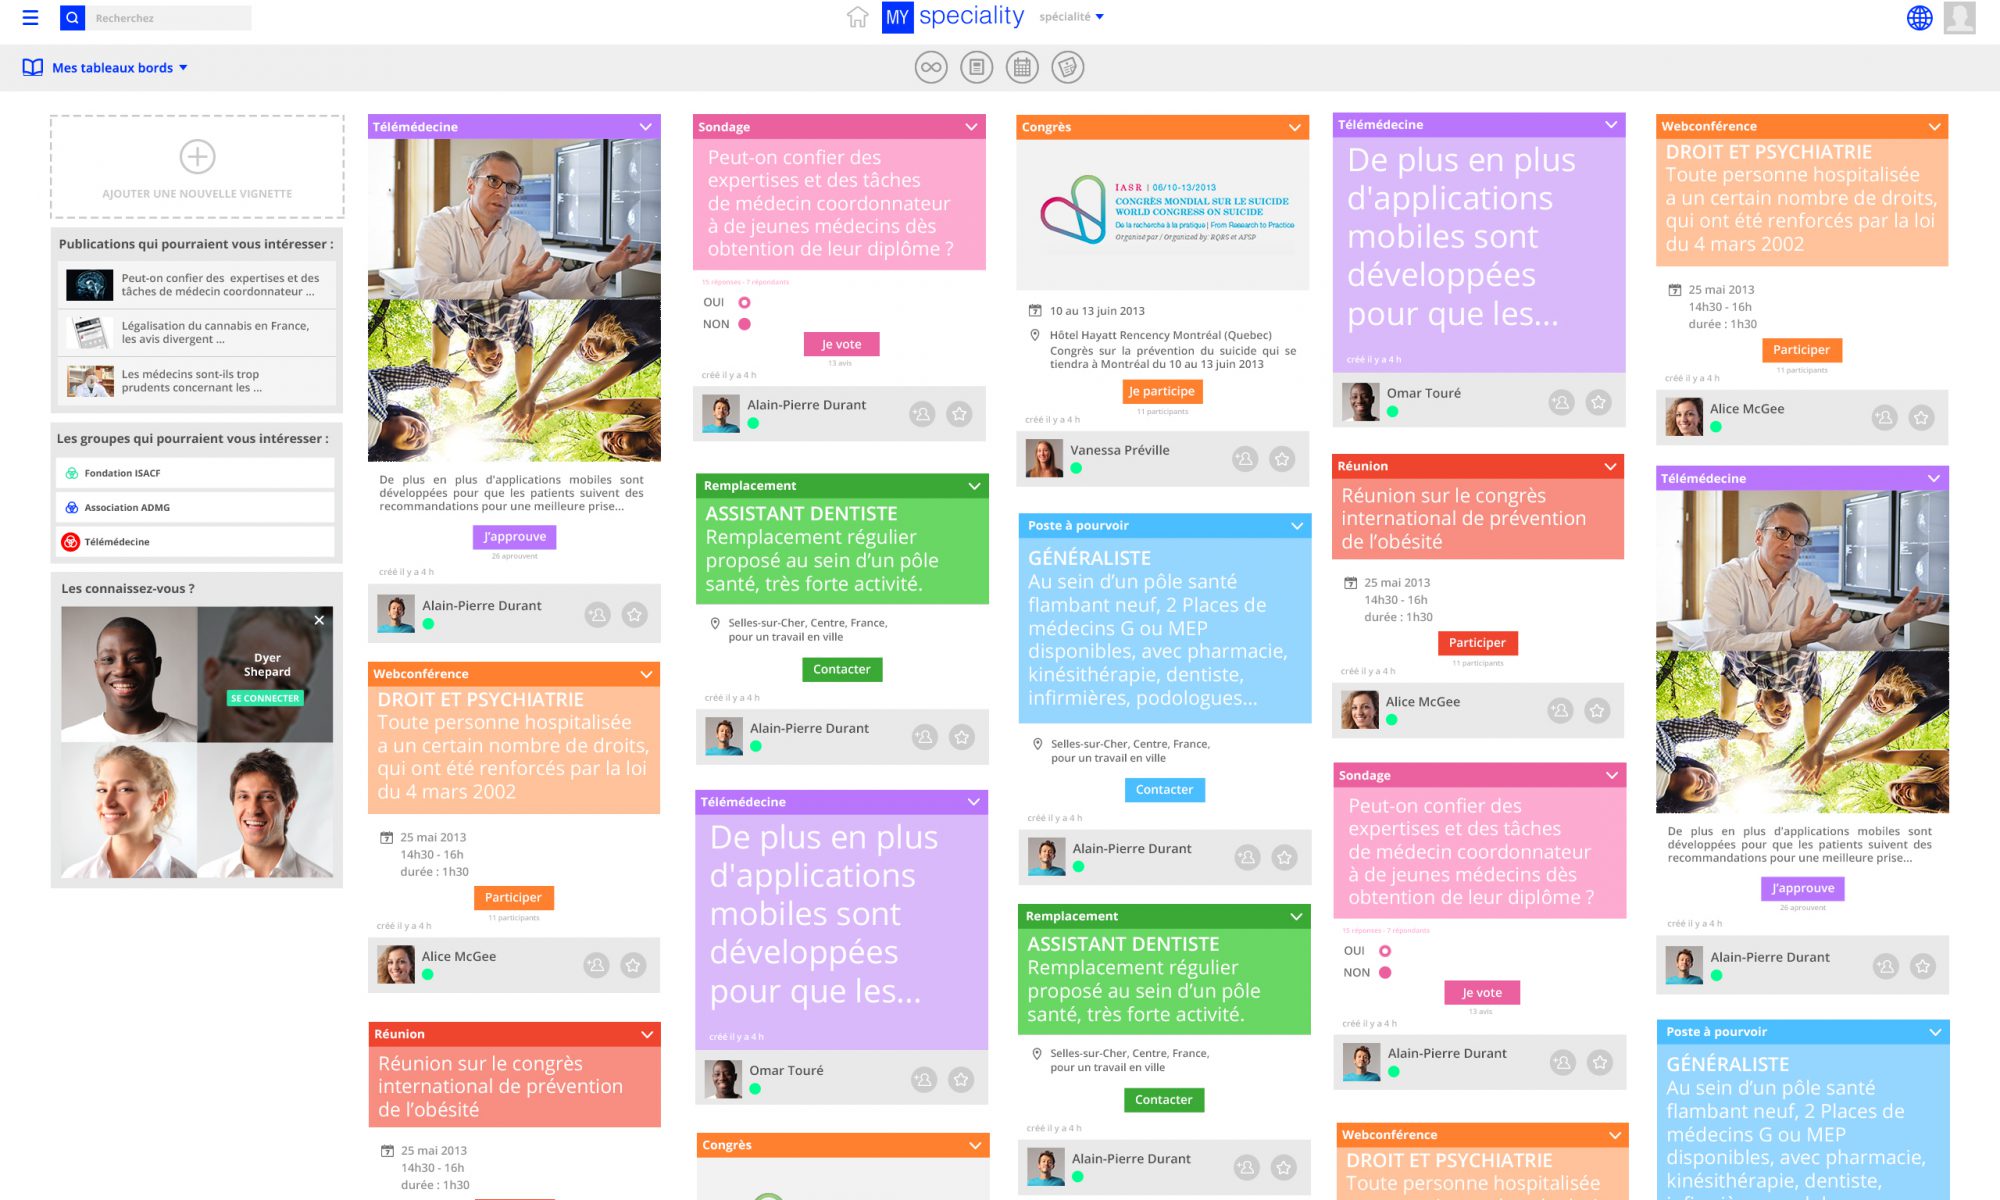 Recherchez
MY speciality
spécialité
Mes tableaux bords
AJOUTER UNE NOUVELLE VIGNETTE
Publications qui pourraient vous intéresser :
Peut-on confier des expertises et des
tâches de médecin coordonnateur ...
Légalisation du cannabis en France,
les avis divergent ...
Les médecins sont-ils trop
prudents concernant les ...
Les groupes qui pourraient vous intéresser :
Fondation ISACF
Association ADMG
Télémédecine
Les connaissez-vous ?
Dyer
Shepard
SE CONNECTER
Télémédecine
De plus en plus d'applications mobiles sont
développées pour que les patients suivent des
recommandations pour une meilleure prise...
J'approuve
26 aprouvent
créé il y a 4 h
Alain-Pierre Durant
Webconférence
DROIT ET PSYCHIATRIE
Toute personne hospitalisée
a un certain nombre de droits,
qui ont été renforcés par la loi
du 4 mars 2002
25 mai 2013
14h30 - 16h
durée : 1h30
Participer
11 participants
créé il y a 4 h
Alice McGee
Réunion
Réunion sur le congrès
international de prévention
de l'obésité
25 mai 2013
14h30 - 16h
durée : 1h30
Sondage
Peut-on confier des
expertises et des tâches
de médecin coordonnateur
à de jeunes médecins dès
obtention de leur diplôme ?
15 réponses - 7 répondants
OUI
NON
Je vote
13 avis
créé il y a 4 h
Alain-Pierre Durant
Remplacement
ASSISTANT DENTISTE
Remplacement régulier
proposé au sein d'un pôle
santé, très forte activité.
Selles-sur-Cher, Centre, France,
pour un travail en ville
Contacter
créé il y a 4 h
Alain-Pierre Durant
Télémédecine
De plus en plus
d'applications
mobiles sont
développées
pour que les...
créé il y a 4 h
Omar Touré
Congrès
Congrès
IASR | 06/10-13/2013
CONGRÈS MONDIAL SUR LE SUICIDE
WORLD CONGRESS ON SUICIDE
De la recherche à la pratique | From Research to Practice
Organisé par / Organized by: RQRS et AFSP
10 au 13 juin 2013
Hôtel Hayatt Rencency Montréal (Quebec)
Congrès sur la prévention du suicide qui se
tiendra à Montréal du 10 au 13 juin 2013
Je participe
11 participants
créé il y a 4 h
Vanessa Préville
Poste à pourvoir
GÉNÉRALISTE
Au sein d'un pôle santé
flambant neuf, 2 Places de
médecins G ou MEP
disponibles, avec pharmacie,
kinésithérapie, dentiste,
infirmières, podologues...
Selles-sur-Cher, Centre, France,
pour un travail en ville
Contacter
créé il y a 4 h
Alain-Pierre Durant
Remplacement
ASSISTANT DENTISTE
Remplacement régulier
proposé au sein d'un pôle
santé, très forte activité.
Selles-sur-Cher, Centre, France,
pour un travail en ville
Contacter
créé il y a 4 h
Alain-Pierre Durant
Télémédecine
De plus en plus
d'applications
mobiles sont
développées
pour que les...
créé il y a 4 h
Omar Touré
Réunion
Réunion sur le congrès
international de prévention
de l'obésité
25 mai 2013
14h30 - 16h
durée : 1h30
Participer
11 participants
créé il y a 4 h
Alice McGee
Sondage
Peut-on confier des
expertises et des tâches
de médecin coordonnateur
à de jeunes médecins dès
obtention de leur diplôme ?
15 réponses - 7 répondants
OUI
NON
Je vote
13 avis
créé il y a 4 h
Alain-Pierre Durant
Webconférence
DROIT ET PSYCHIATRIE
Toute personne hospitalisée
Webconférence
DROIT ET PSYCHIATRIE
Toute personne hospitalisée
a un certain nombre de droits,
qui ont été renforcés par la loi
du 4 mars 2002
25 mai 2013
14h30 - 16h
durée : 1h30
Participer
11 participants
créé il y a 4 h
Alice McGee
Télémédecine
De plus en plus d'applications mobiles sont
développées pour que les patients suivent des
recommandations pour une meilleure prise...
J'approuve
26 aprouvent
créé il y a 4 h
Alain-Pierre Durant
Poste à pourvoir
GÉNÉRALISTE
Au sein d'un pôle santé
flambant neuf, 2 Places de
médecins G ou MEP
disponibles, avec pharmacie,
kinésithérapie, dentiste,